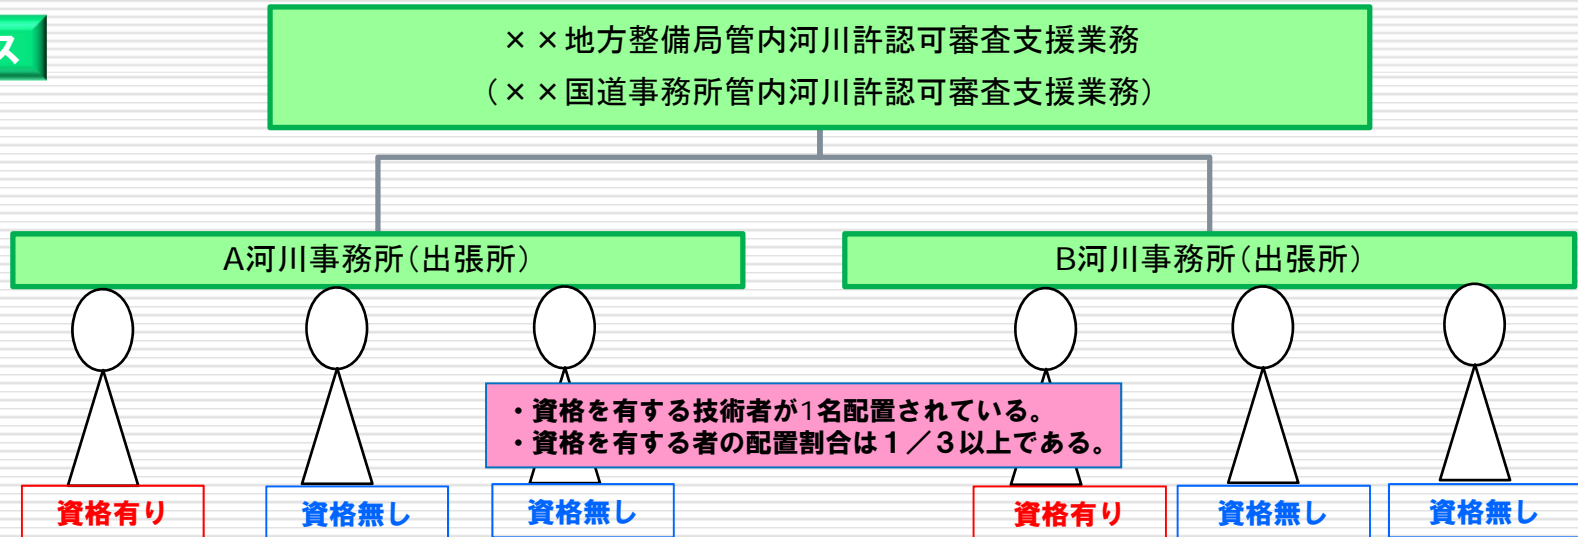 ス
××地方整備局管内河川許認可審査支援業務
（××国道事務所管内河川許認可審査支援業務）
A河川事務所（出張所）
B河川事務所（出張所）
・資格を有する技術者が1名配置されている。
・資格を有する者の配置割合は１／３以上である。
資格有り
資格無し
資格無し
資格有り
資格無し
資格無し